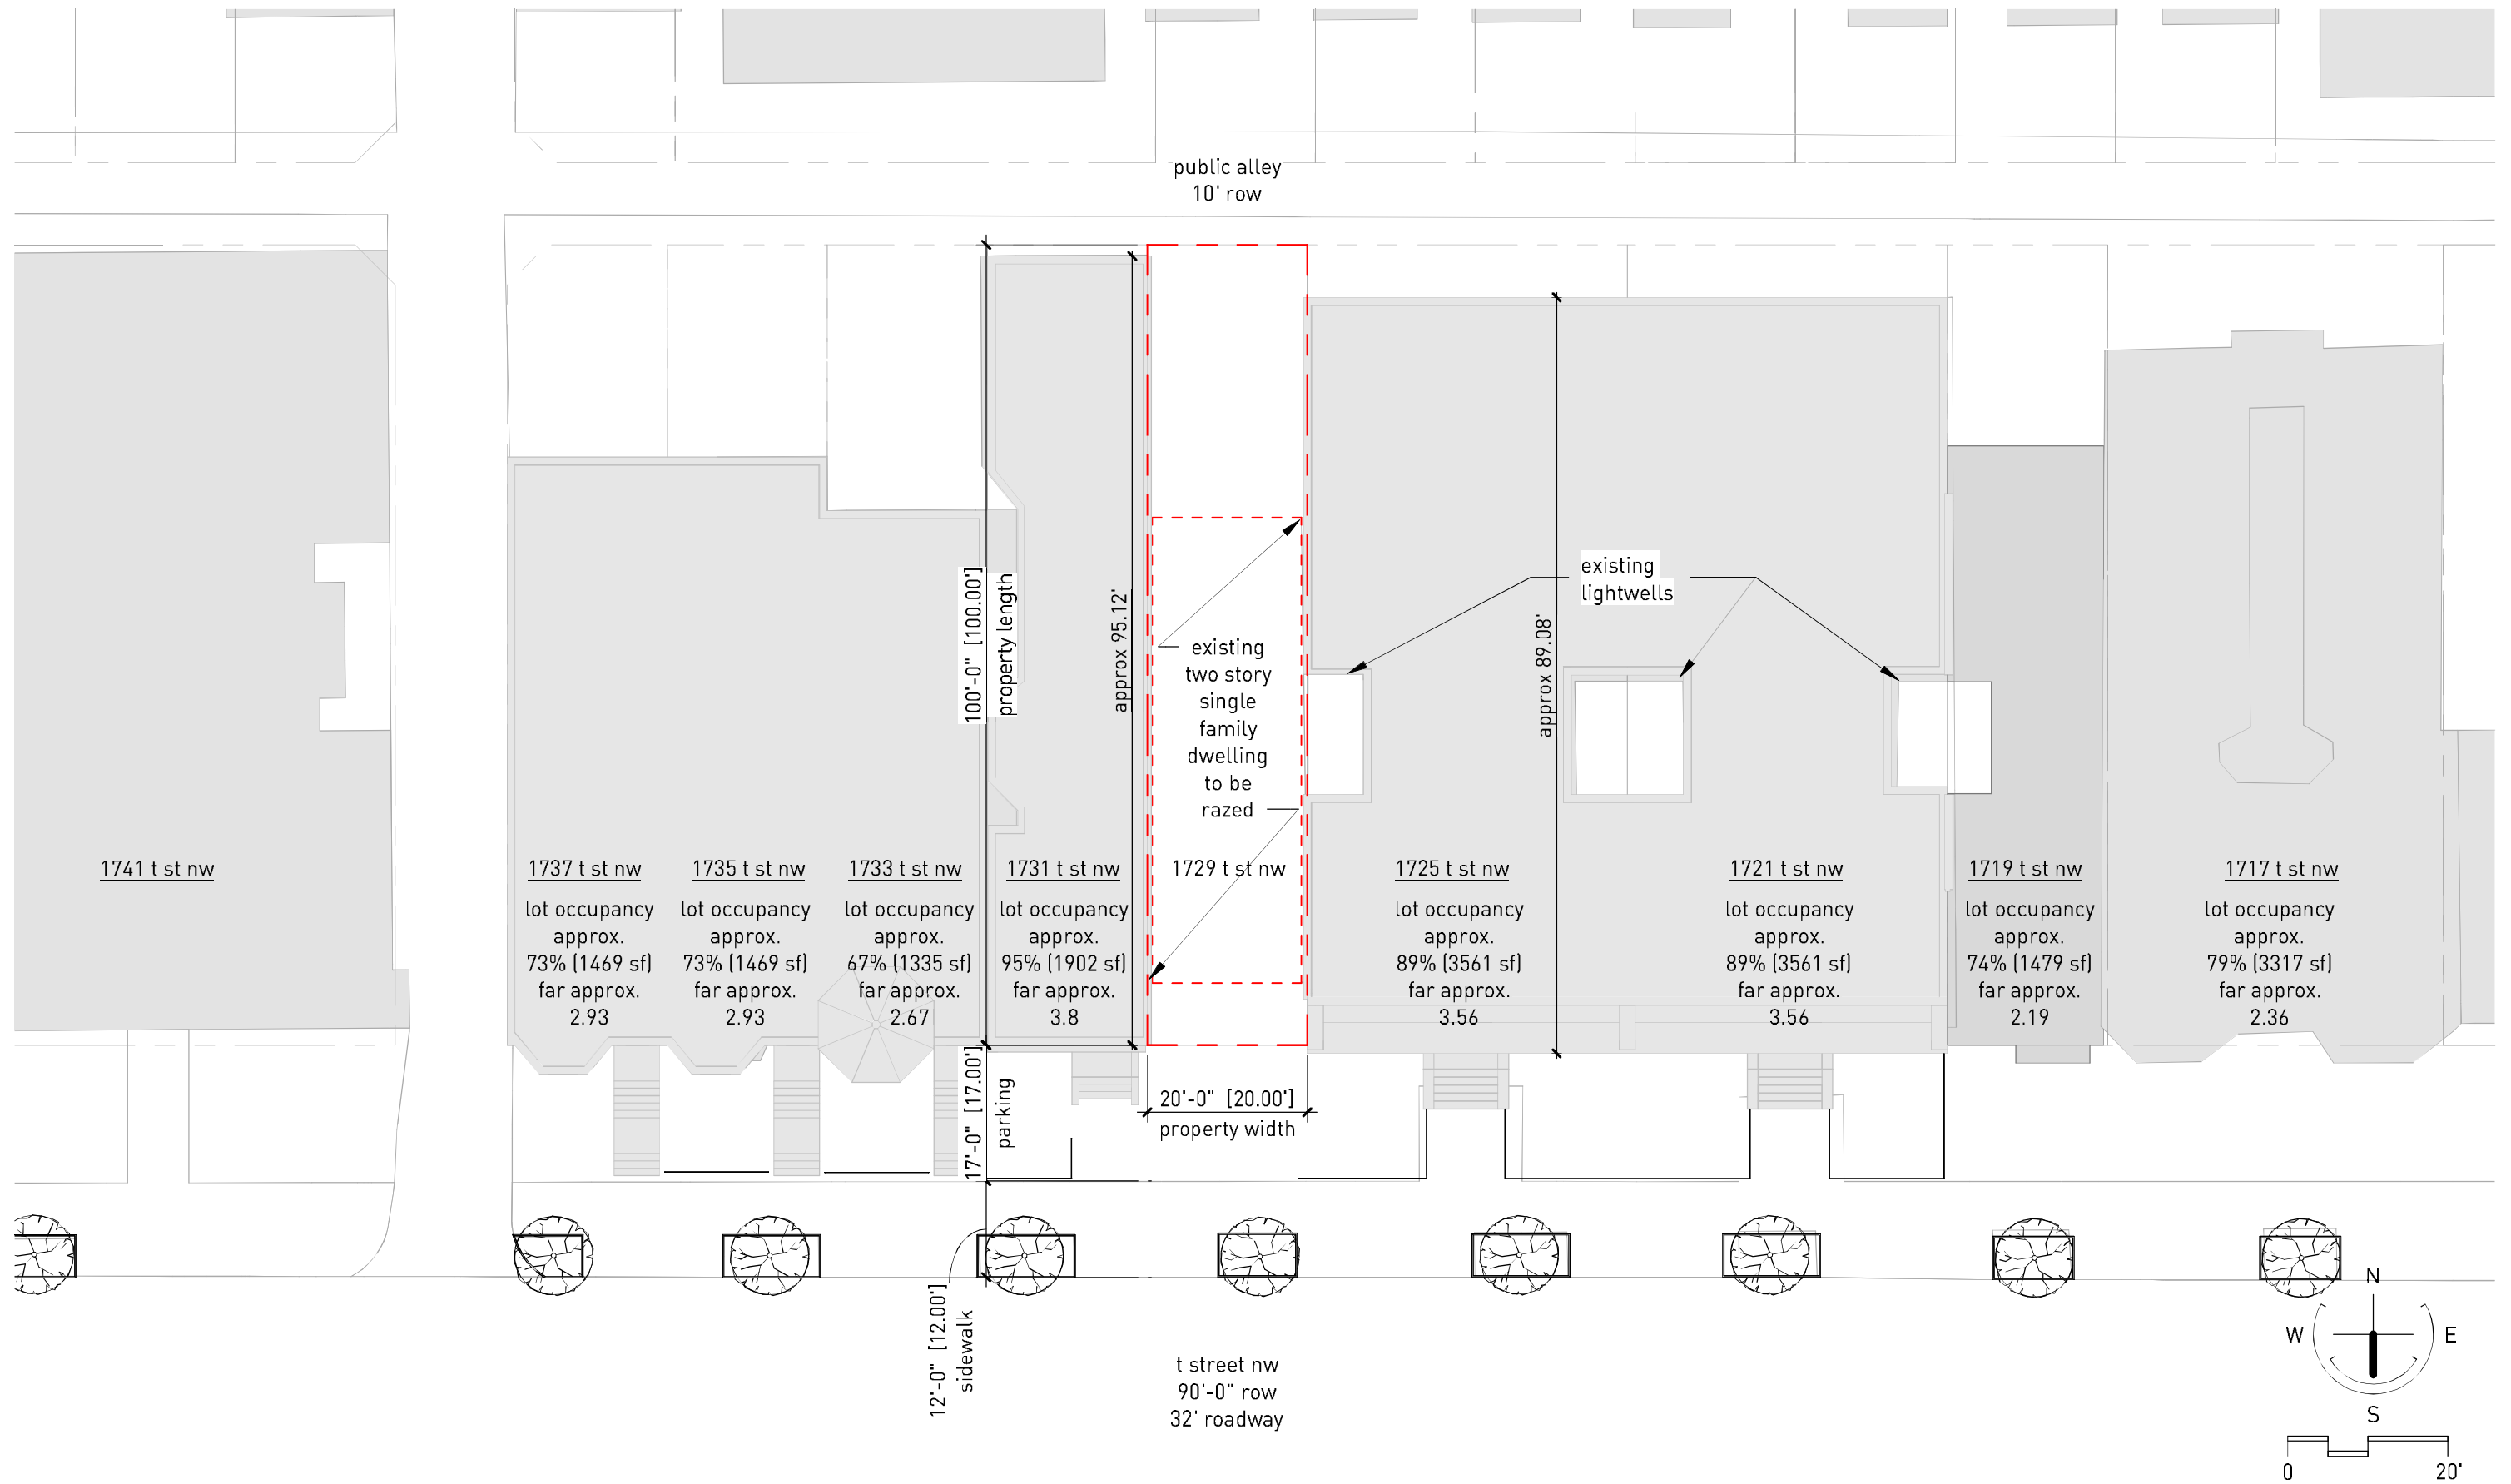 public alley
10' row
existing
lightwells
100'-0" [100.00']
property length
approx 95.12'
approx 89.08'
existing
two story
single
family
dwelling
to be
razed
1741 t st nw
1737 t st nw
lot occupancy
approx.
73% (1469 sf)
far approx.
2.93
1735 t st nw
lot occupancy
approx.
73% (1469 sf)
far approx.
2.93
1733 t st nw
lot occupancy
approx.
67% (1335 sf)
far approx.
2.67
1731 t st nw
lot occupancy
approx.
95% (1902 sf)
far approx.
3.8
1729 t st nw
1725 t st nw
lot occupancy
approx.
89% (3561 sf)
far approx.
3.56
1721 t st nw
lot occupancy
approx.
89% (3561 sf)
far approx.
3.56
1719 t st nw
lot occupancy
approx.
74% (1479 sf)
far approx.
2.19
1717 t st nw
lot occupancy
approx.
79% (3317 sf)
far approx.
2.36
17'-0" [17.00']
parking
20'-0" [20.00']
property width
12'-0" [12.00']
sidewalk
t street nw
90'-0" row
32' roadway
N
W
E
S
0
20'